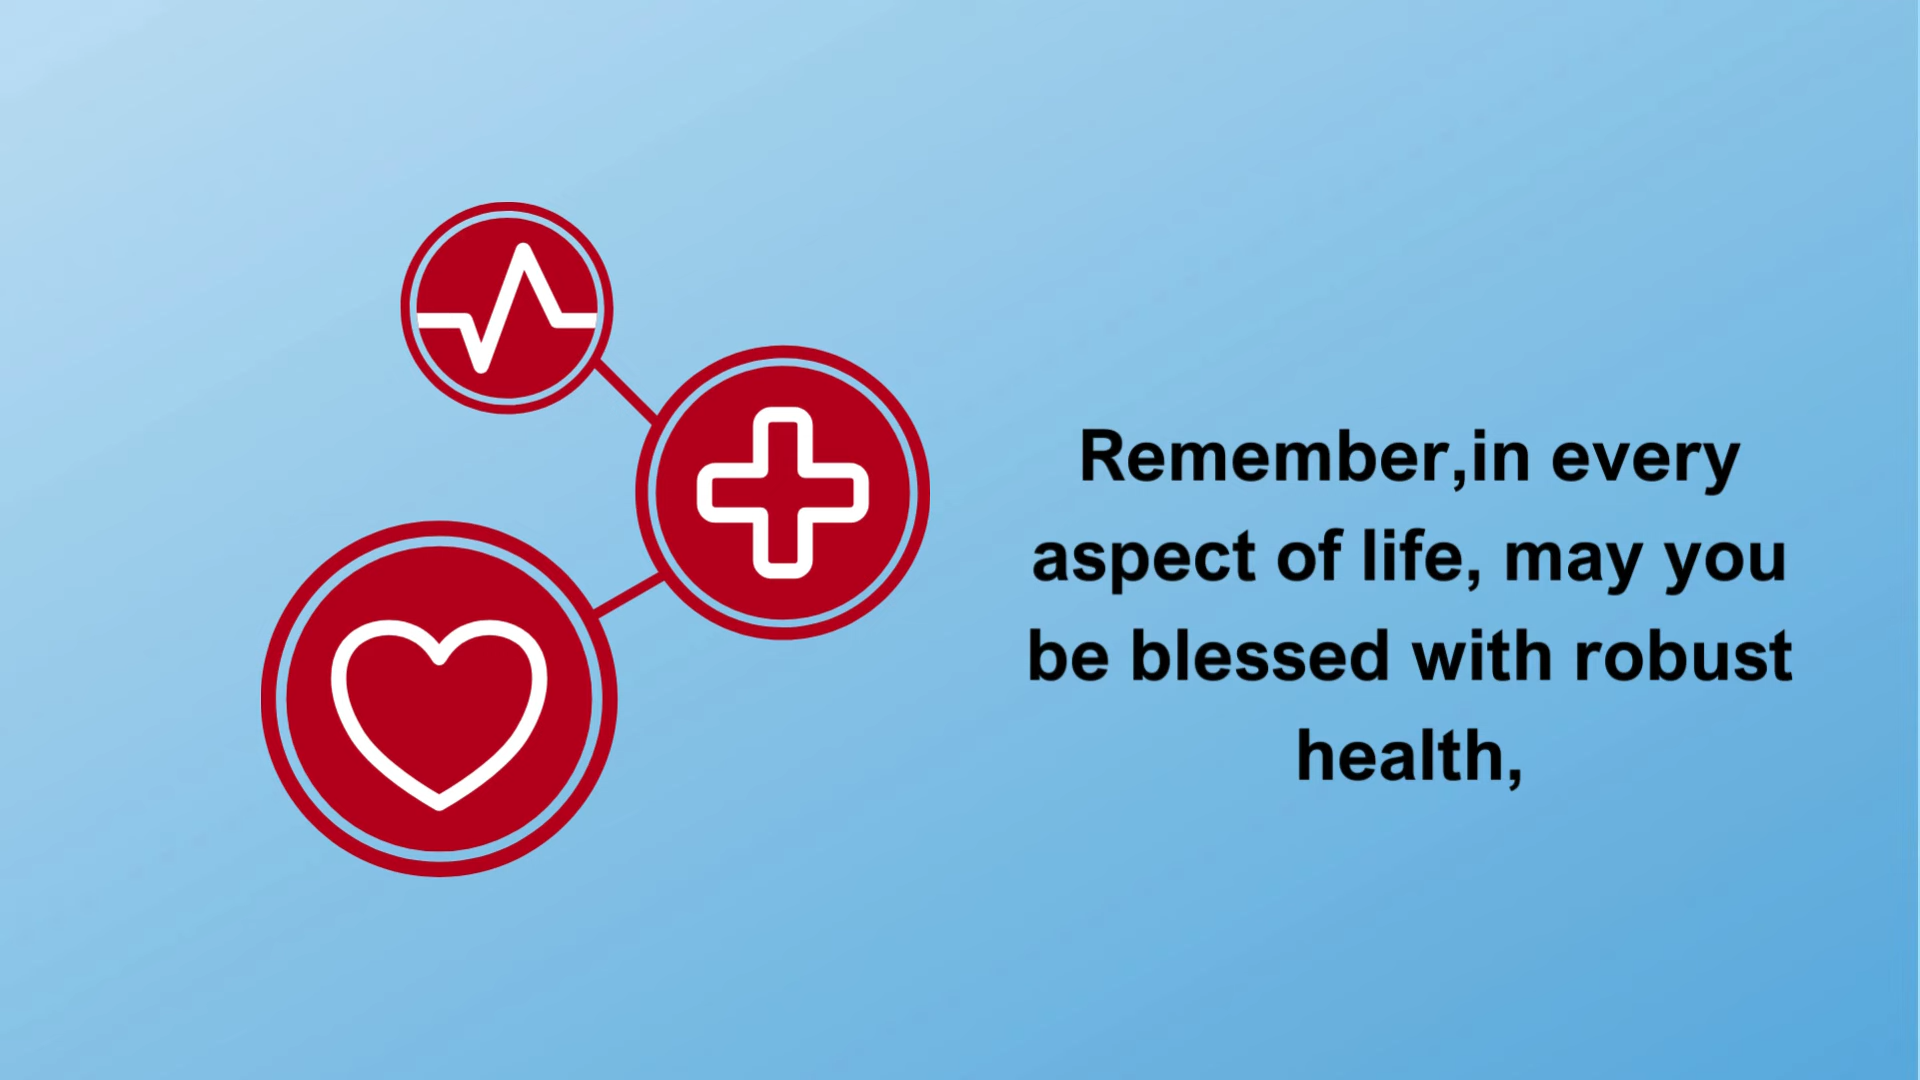 Remember,in every
aspect of life, may you
be blessed with robust
health,